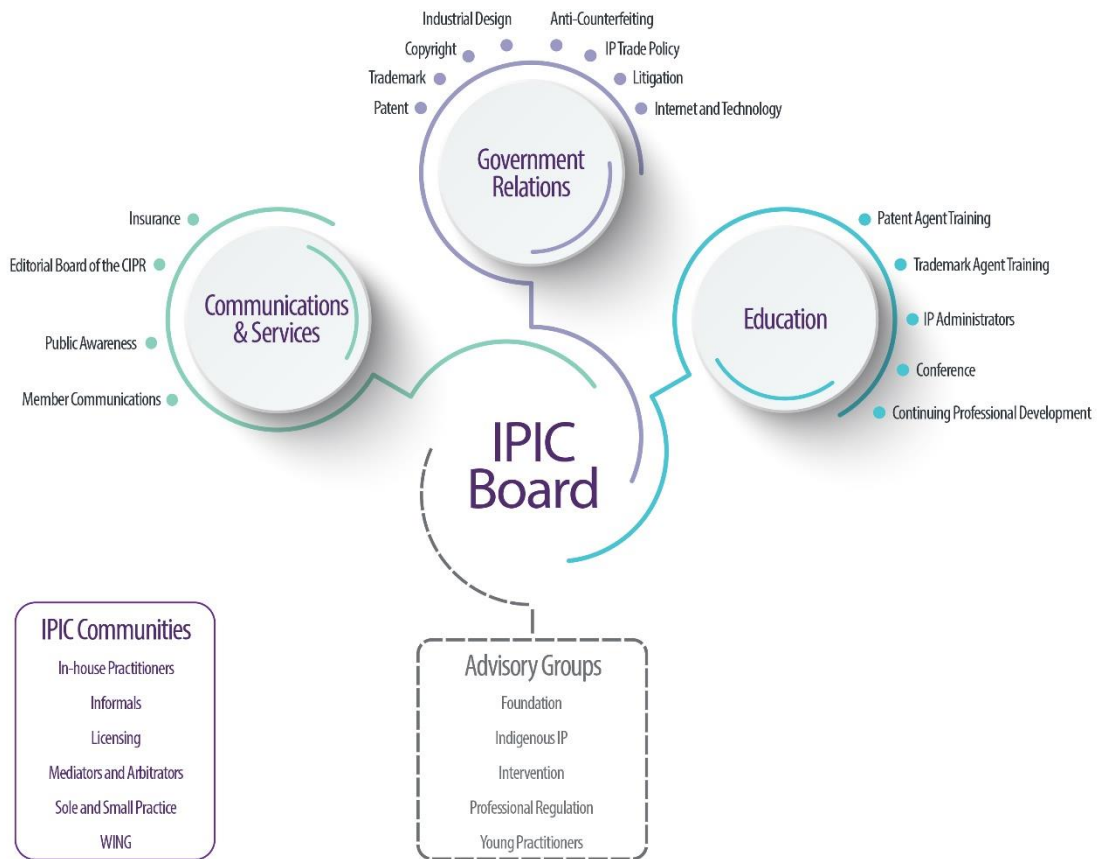 Industrial Design
Anti-Counterfeiting
Copyright
IP Trade Policy
Trademark
Litigation
Patent
Internet and Technology
Government
Relations
Insurance
Editorial Board of the CIPR
Public Awareness
Member Communications
Communications
& Services
Patent Agent Training
Trademark Agent Training
IP Administrators
Conference
Continuing Professional Development
Education
IPIC
Board
IPIC Communities
In-house Practitioners
Informals
Licensing
Mediators and Arbitrators
Sole and Small Practice
WING
Advisory Groups
Foundation
Indigenous IP
Intervention
Professional Regulation
Young Practitioners